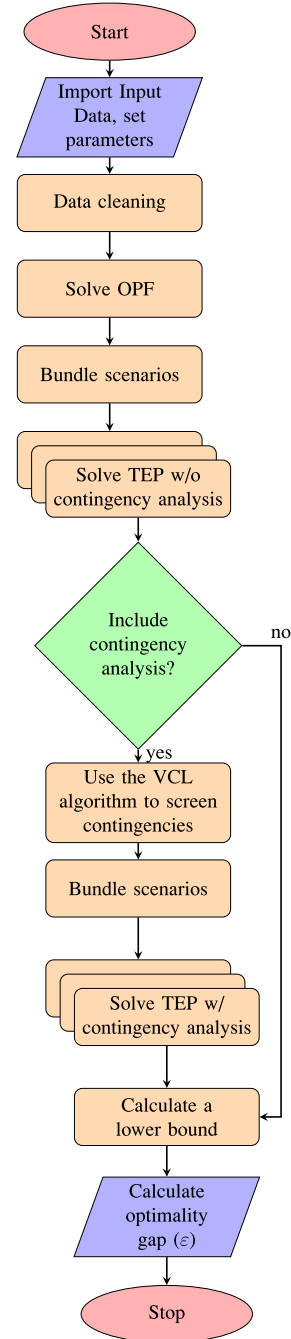 Start
Import Input
Data, set
parameters
Data cleaning
Solve OPF
Bundle scenarios
Solve TEP w/o
contingency analysis
Include
contingency
analysis?
no
yes
Use the VCL
algorithm to screen
contingencies
Bundle scenarios
Solve TEP w/
contingency analysis
Calculate a
lower bound
Calculate
optimality
gap (ε)
Stop